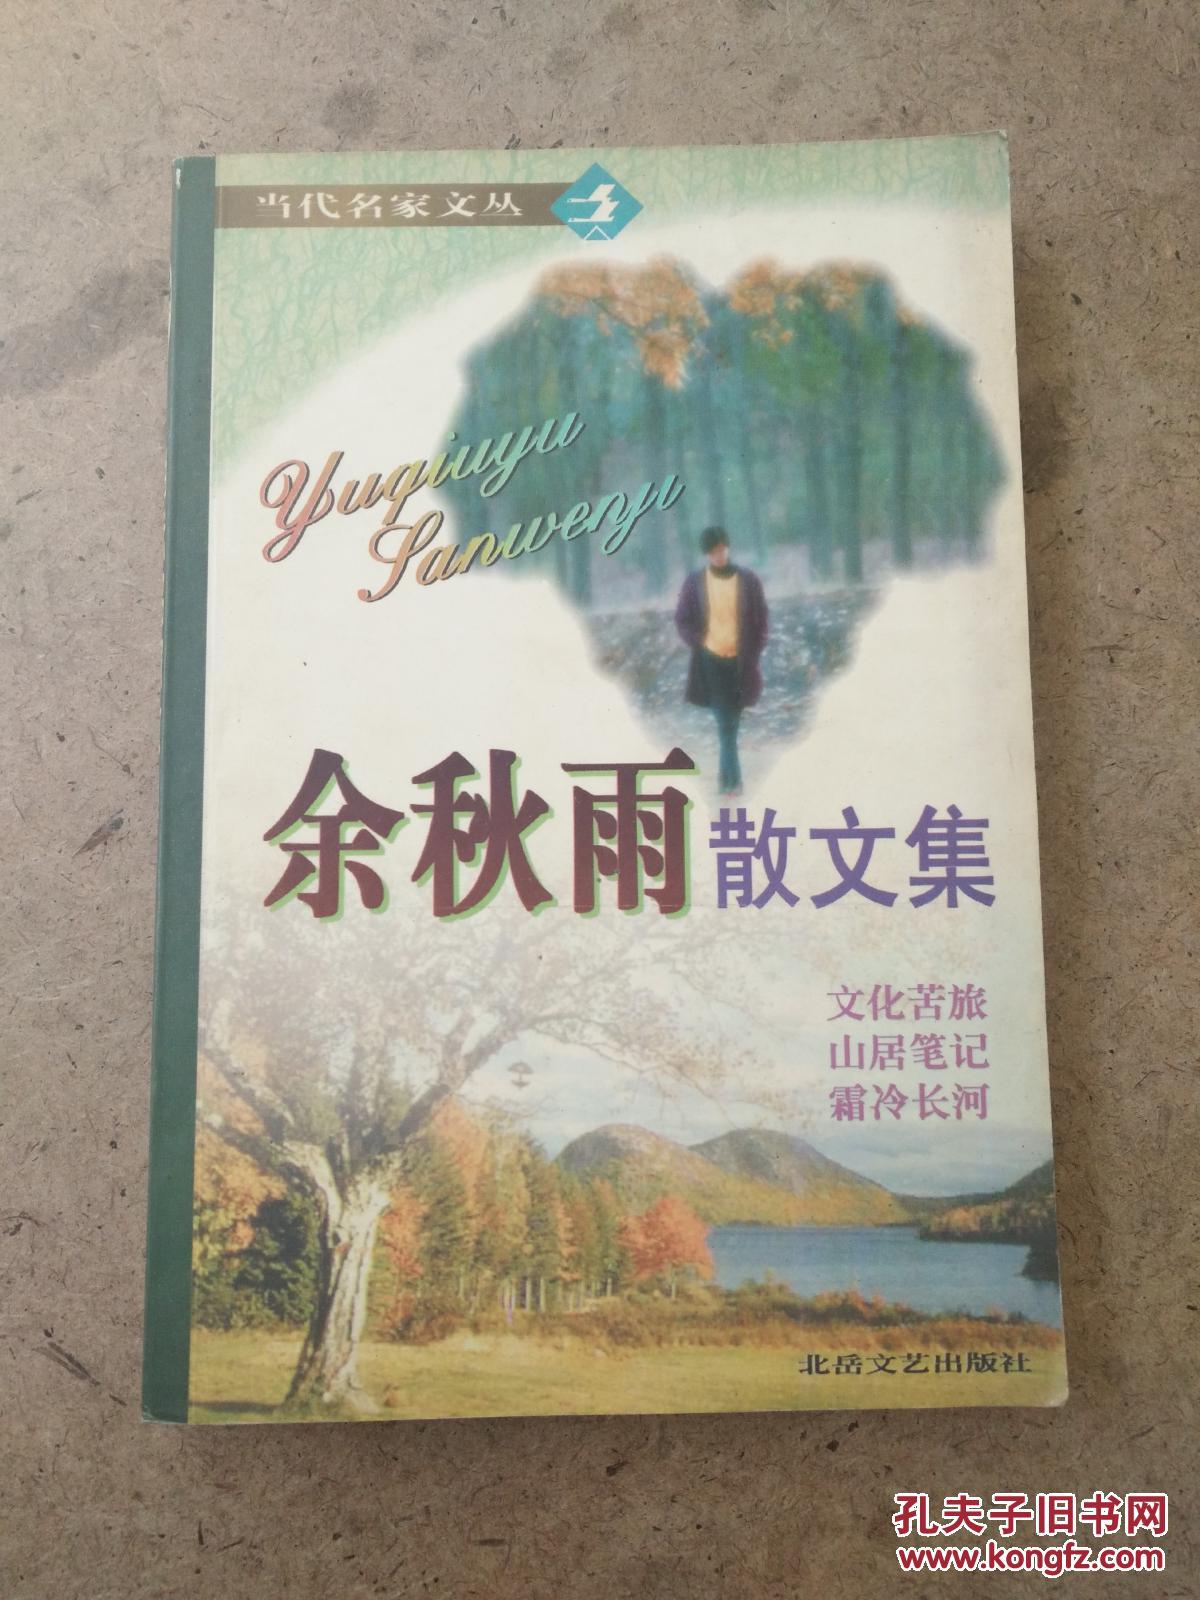 当代名家文丛
Yuqiuyu
Sanwenji
余秋雨散文集
文化苦旅
山居笔记
霜冷长河
北岳文艺出版社
孔夫子旧书网
www.kongfz.com